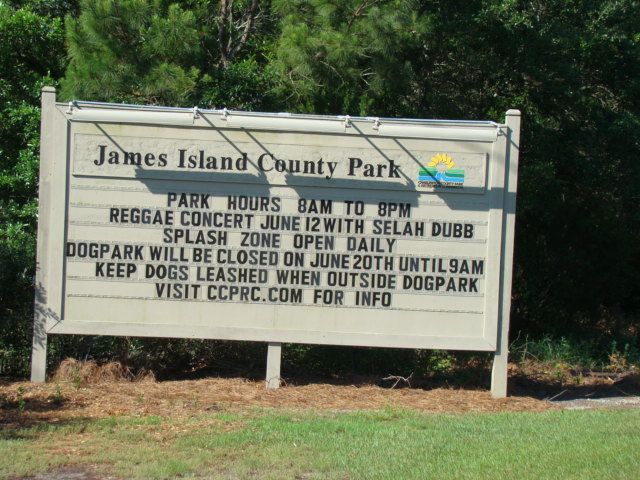 James Island County Park
PARK HOURS 8AM TO 8PM
REGGAE CONCERT JUNE 12 WITH SELAH DUBB
SPLASH ZONE OPEN DAILY
DOGPARK WILL BE CLOSED ON JUNE 20TH UNTIL 9AM
KEEP DOGS LEASHED WHEN OUTSIDE DOGPARK
VISIT CCPRC.COM FOR INFO